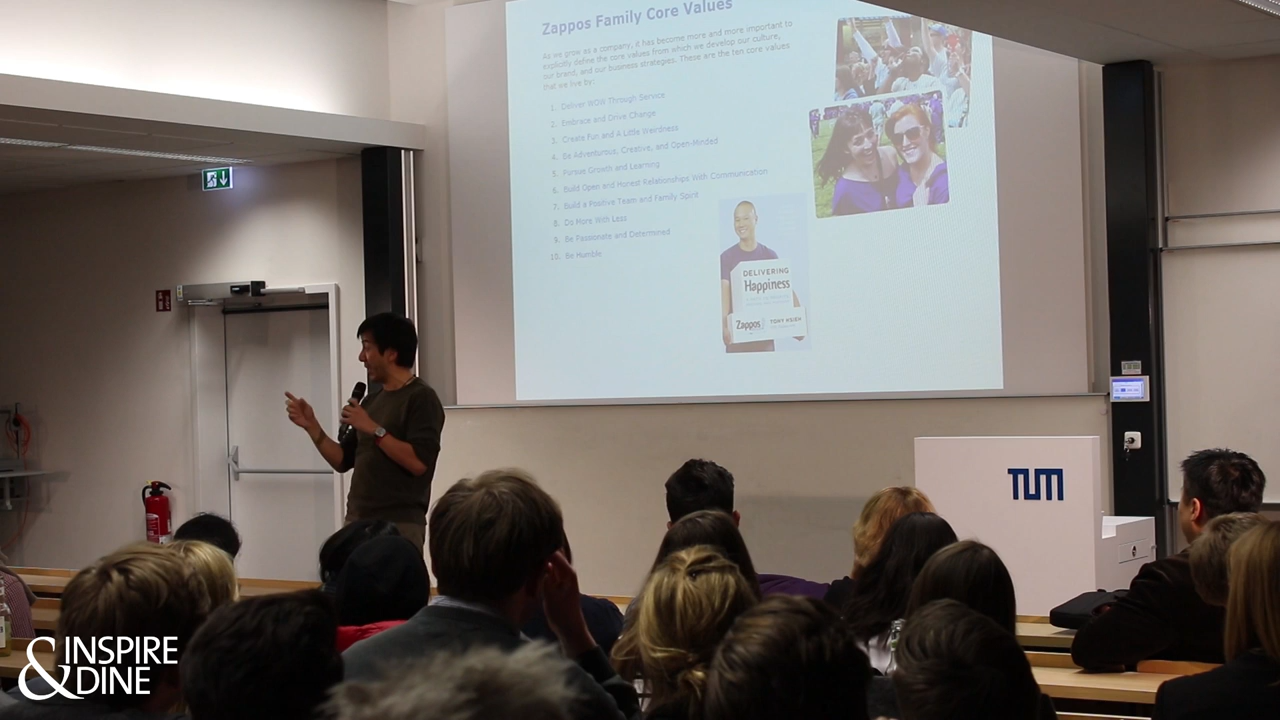 Zappos Family Core Values
As we grow as a company, it has become more and more important to
explicitly define the core values from which we develop our culture,
our brand, and our business strategies. These are the ten core values
that we live by:
1. Deliver WOW Through Service
2. Embrace and Drive Change
3. Create Fun and A Little Weirdness
4. Be Adventurous, Creative, and Open-Minded
5. Pursue Growth and Learning
6. Build Open and Honest Relationships With Communication
7. Build a Positive Team and Family Spirit
8. Do More With Less
9. Be Passionate and Determined
10. Be Humble
DELIVERING
Happiness
Zappos
TONY HSIEH
TUM
& INSPIRE
DINE